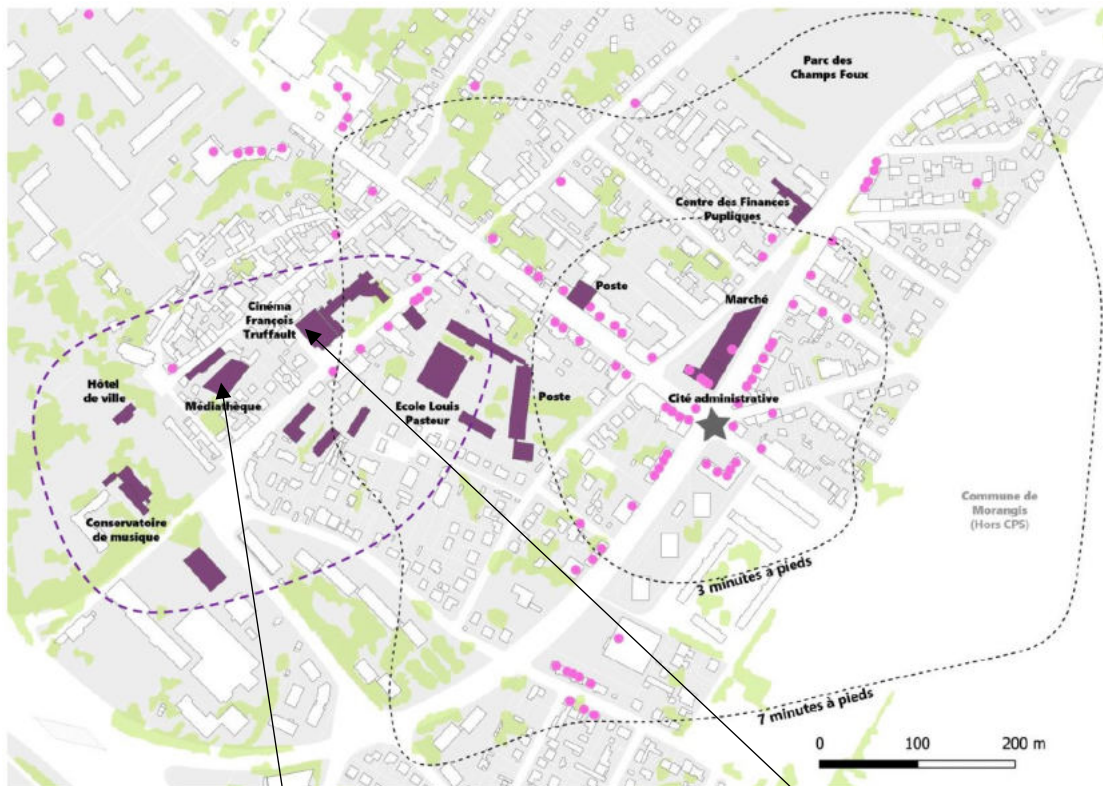 Parc des
Champs Foux
Centre des Finances
Pupliques
Poste
Marché
Cinéma
François
Truffault
Hôtel
de ville
Médiathèque
Ecole Louis
Pasteur
Poste
Cité administrative
Conservatoire
de musique
Commune de
Morangis
(Hors CPS)
3 minutes à pieds
7 minutes à pieds
0 100 200 m